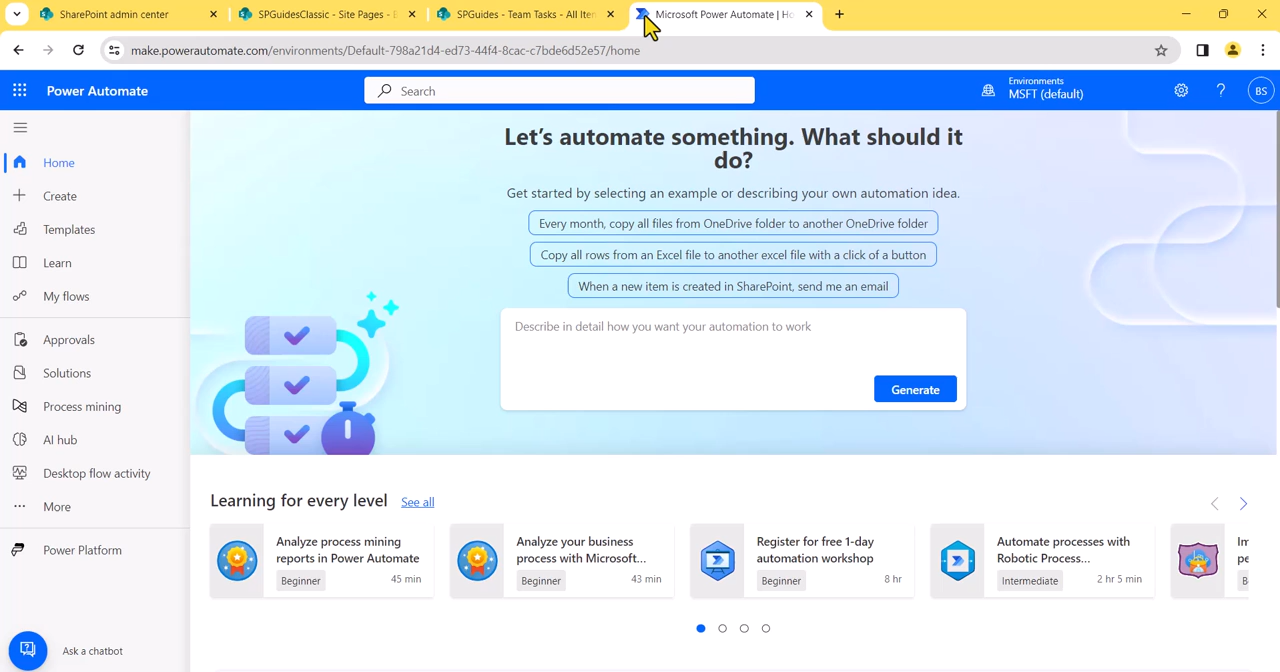 SharePoint admin center
SPGuidesClassic - Site Pages -
SPGuides - Team Tasks - All Iten
Microsoft Power Automate | Ho
make.powerautomate.com/environments/Default-798a21d4-ed73-44f4-8cac-c7bde6d52e57/home
Power Automate
Search
Environments
MSFT (default)
BS
Home
Create
Templates
Learn
My flows
Approvals
Solutions
Process mining
AI hub
Desktop flow activity
More
Power Platform
Ask a chatbot
Let's automate something. What should it
do?
Get started by selecting an example or describing your own automation idea.
Every month, copy all files from OneDrive folder to another OneDrive folder
Copy all rows from an Excel file to another excel file with a click of a button
When a new item is created in SharePoint, send me an email
Describe in detail how you want your automation to work
Generate
Learning for every level
See all
Analyze process mining
reports in Power Automate
Beginner
45 min
Analyze your business
process with Microsoft...
Beginner
43 min
Register for free 1-day
automation workshop
Beginner
8 hr
Automate processes with
Robotic Process...
Intermediate
2 hr 5 min